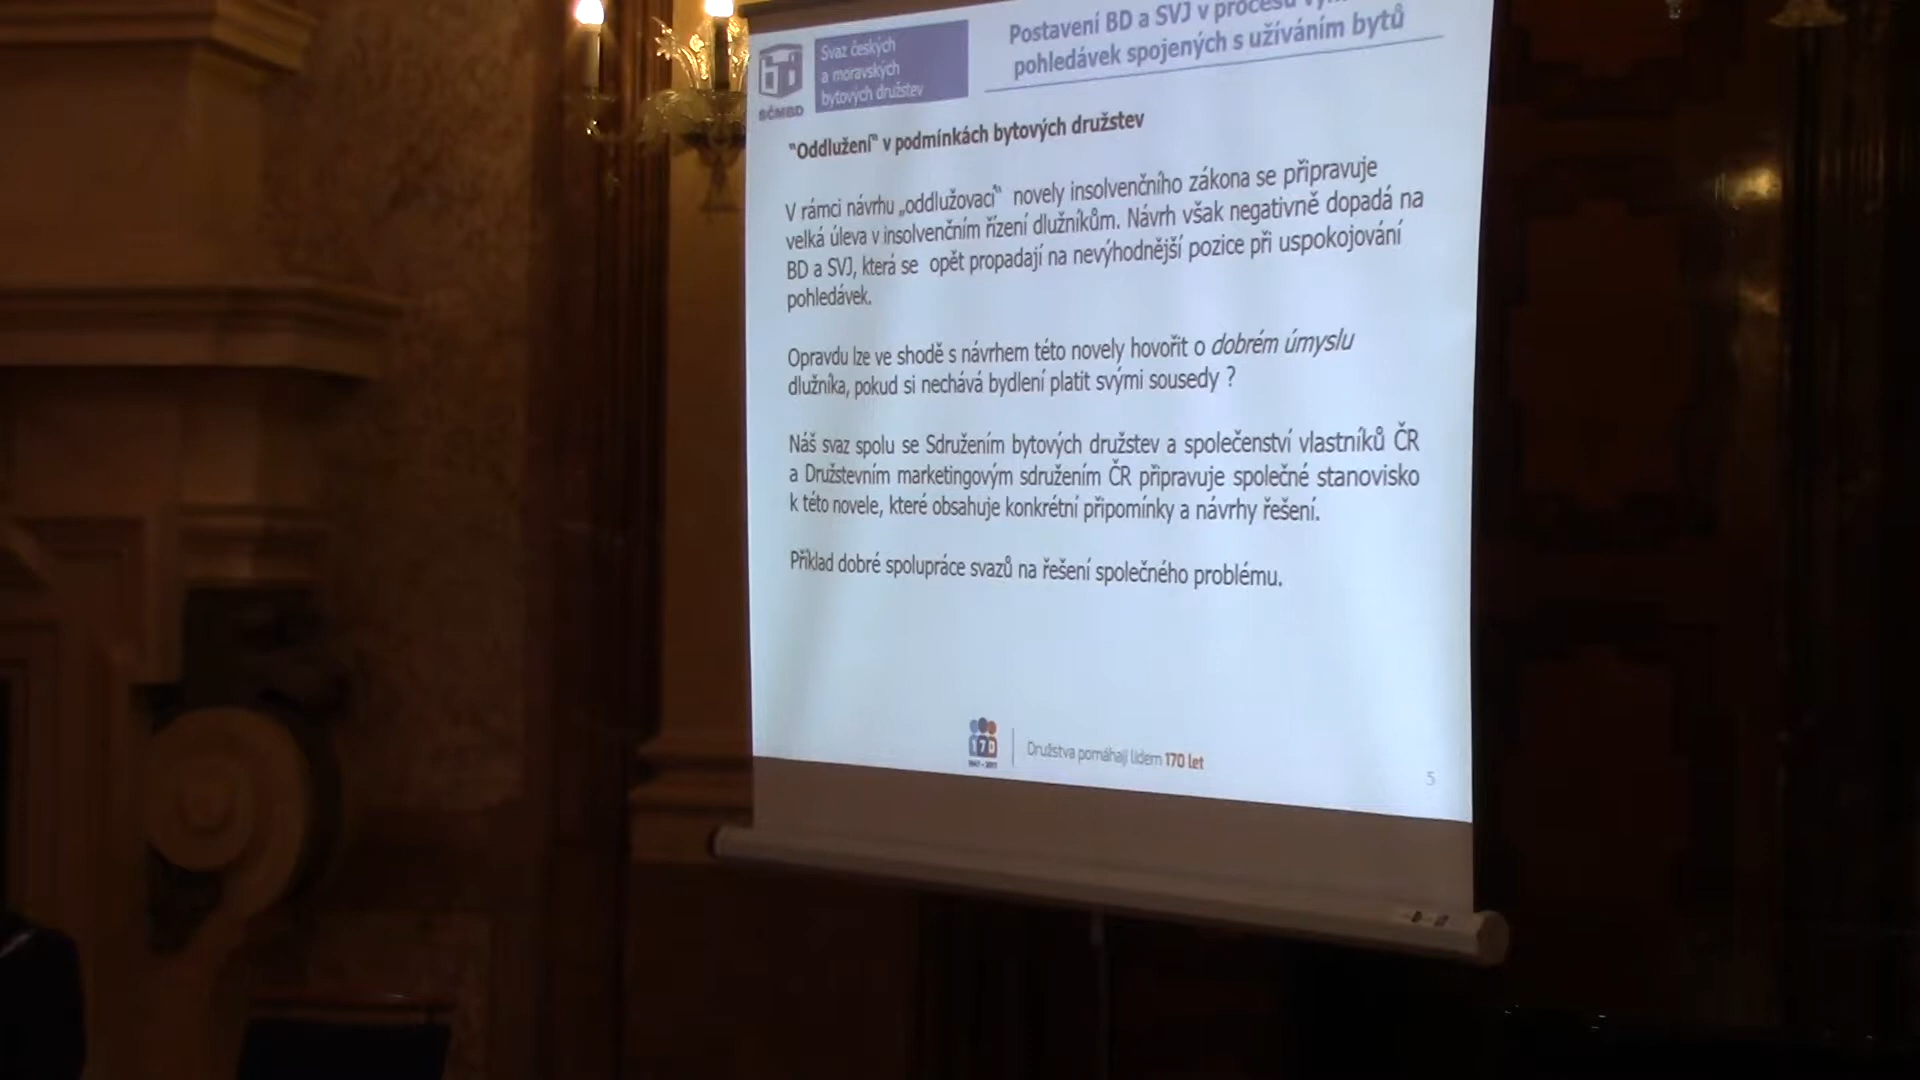 Svaz českých
a moravských
bytových družstev
SČMBD
Postavení BD a SVJ v procesu
pohledávek spojených s užíváním bytů
"Oddlužení" v podmínkách bytových družstev
V rámci návrhu „oddlužovací“ novely insolvenčního zákona se připravuje
velká úleva v insolvenčním řízení dlužníkům. Návrh však negativně dopadá na
BD a SVJ, která se opět propadají na nevýhodnější pozice při uspokojování
pohledávek.
Opravdu lze ve shodě s návrhem této novely hovořit o dobrém úmyslu
dlužníka, pokud si nechává bydlení platit svými sousedy ?
Náš svaz spolu se Sdružením bytových družstev a společenství vlastníků ČR
a Družstevním marketingovým sdružením ČR připravuje společné stanovisko
k této novele, které obsahuje konkrétní připomínky a návrhy řešení.
Příklad dobré spolupráce svazů na řešení společného problému.
170
1847 - 2017
Družstva pomáhají lidem 170 let
5